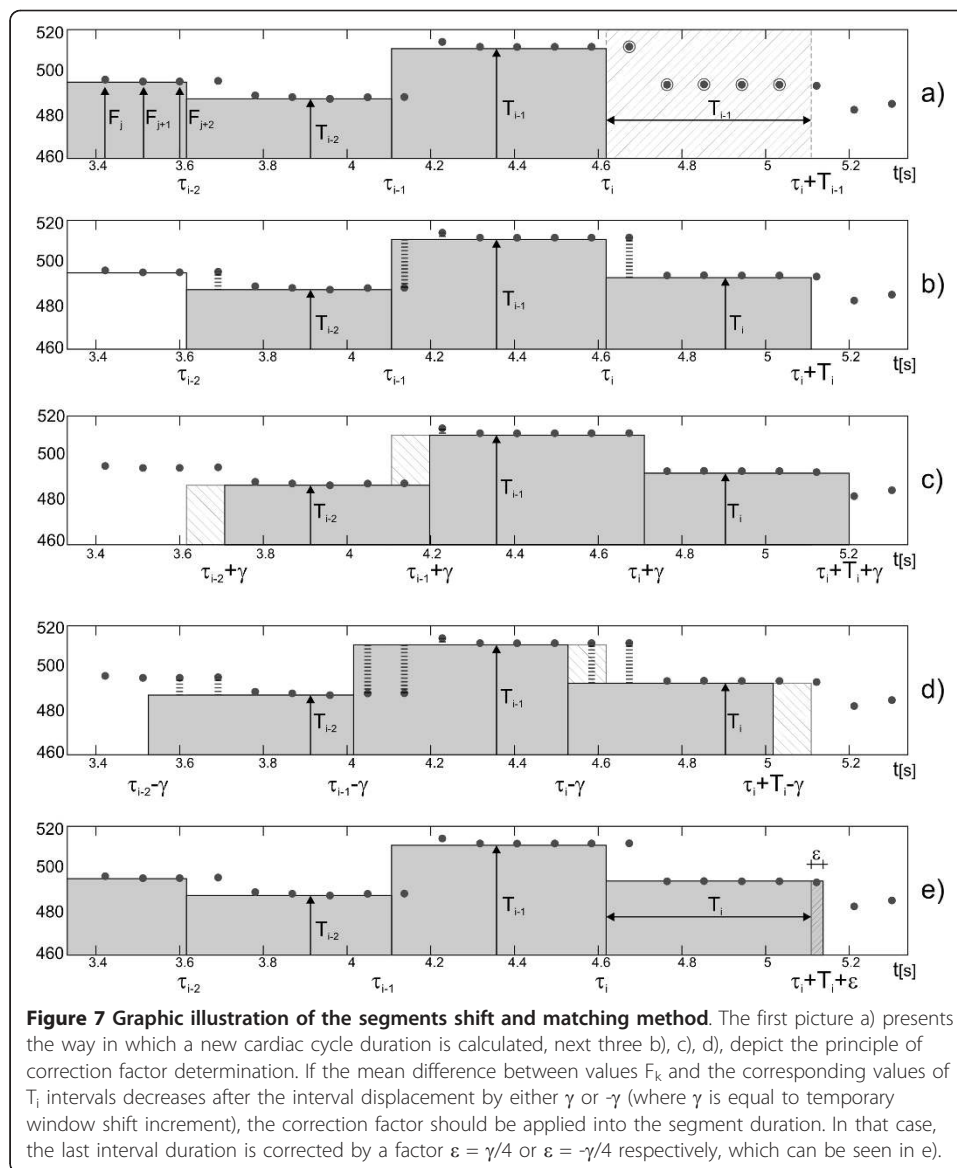 520
500
480
460
F_j
F_j+1
F_j+2
T_i-2
T_i-1
T_i-1
a)
3.4 3.6 3.8 4 4.2 4.4 4.6 4.8 5 5.2
τ_i-2 τ_i-1 τ_i τ_i+T_i-1 t[s]
520
500
480
460
T_i-2
T_i-1
T_i
b)
3.4 3.6 3.8 4 4.2 4.4 4.6 4.8 5 5.2
τ_i-2 τ_i-1 τ_i τ_i+T_i t[s]
520
500
480
460
T_i-2
T_i-1
T_i
c)
3.4 3.6 3.8 4 4.2 4.4 4.6 4.8 5 5.2
τ_i-2+γ τ_i-1+γ τ_i+γ τ_i+T_i+γ t[s]
520
500
480
460
T_i-2
T_i-1
T_i
d)
3.4 3.6 3.8 4 4.2 4.4 4.6 4.8 5 5.2
τ_i-2-γ τ_i-1-γ τ_i-γ τ_i+T_i-γ t[s]
520
500
480
460
T_i-2
T_i-1
T_i
ε
e)
3.4 3.6 3.8 4 4.2 4.4 4.6 4.8 5 5.2
τ_i-2 τ_i-1 τ_i τ_i+T_i+ε t[s]
Figure 7 Graphic illustration of the segments shift and matching method. The first picture a) presents
the way in which a new cardiac cycle duration is calculated, next three b), c), d), depict the principle of
correction factor determination. If the mean difference between values F_k and the corresponding values of
T_i intervals decreases after the interval displacement by either γ or -γ (where γ is equal to temporary
window shift increment), the correction factor should be applied into the segment duration. In that case,
the last interval duration is corrected by a factor ε = γ/4 or ε = -γ/4 respectively, which can be seen in e).